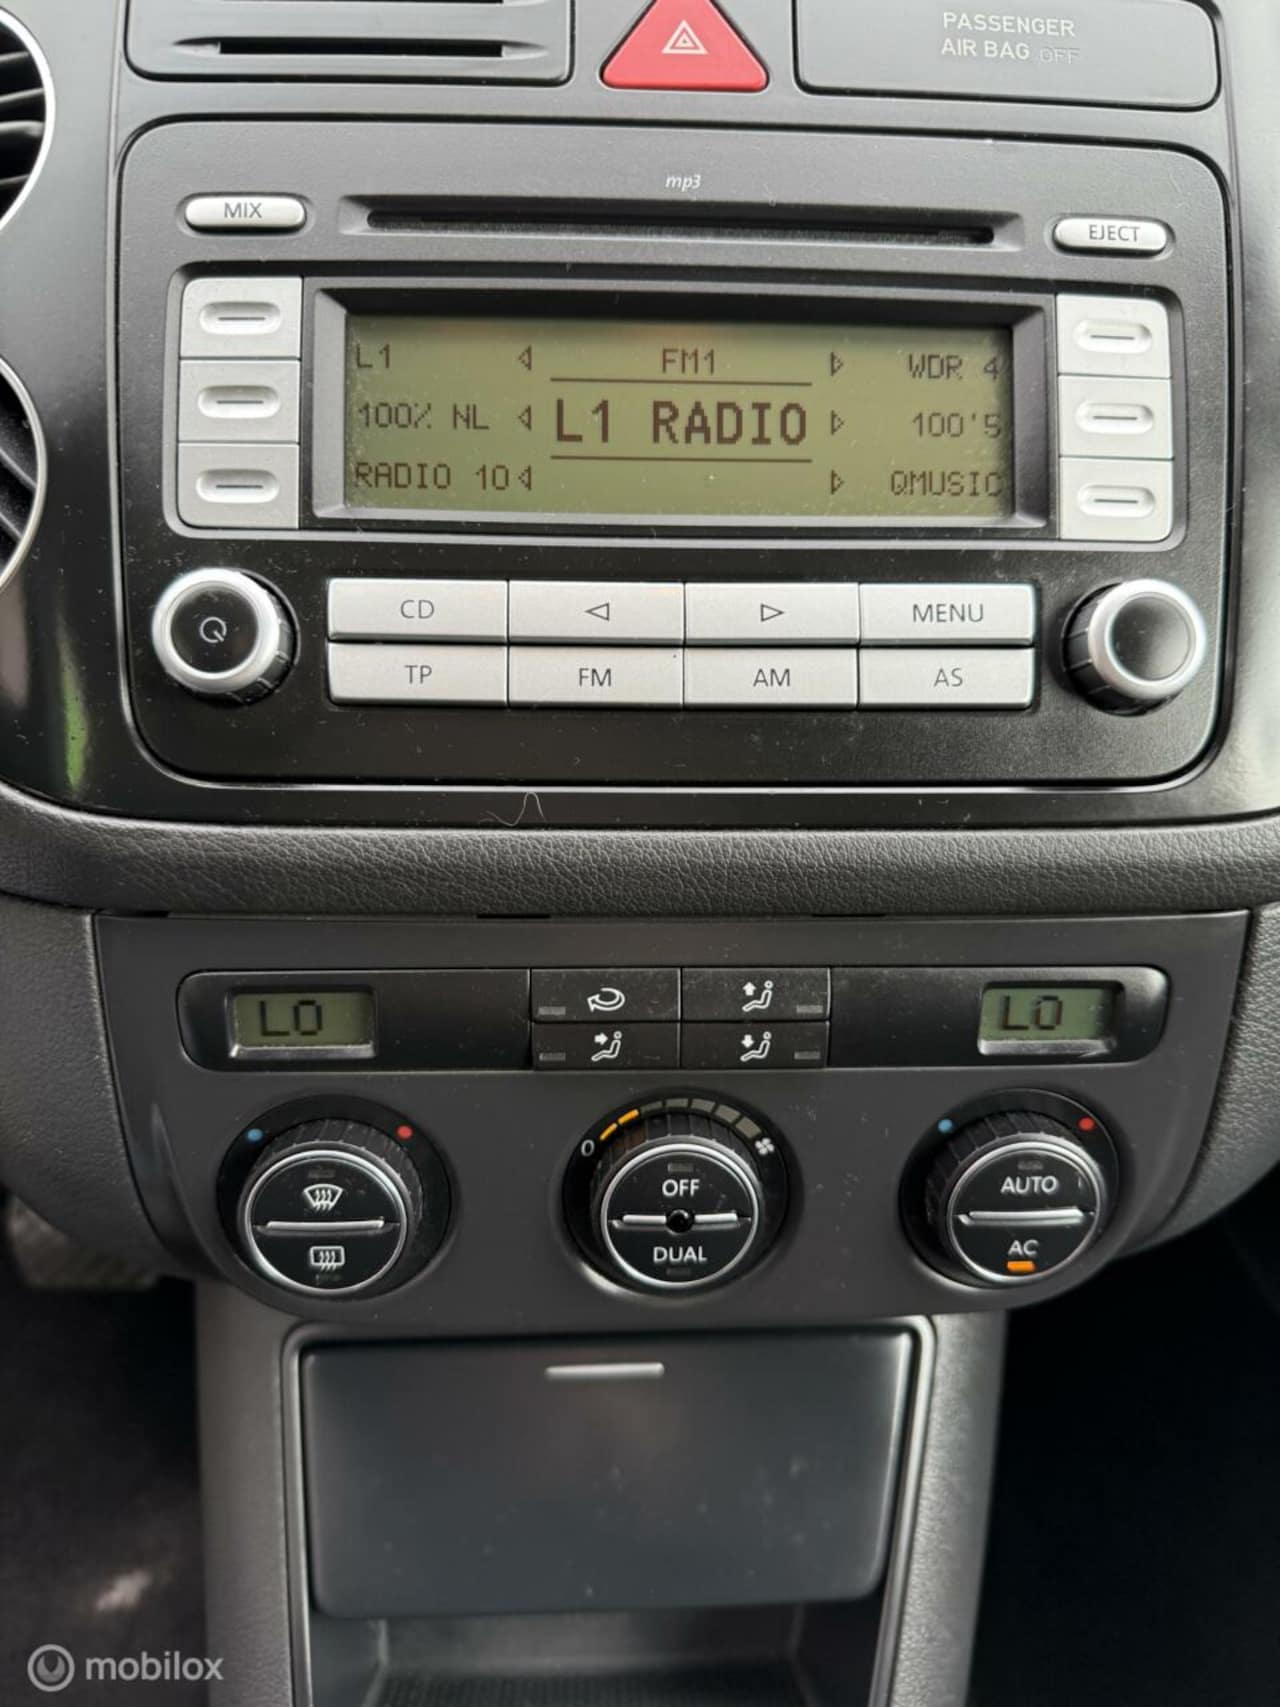 PASSENGER
AIR BAG OFF
mp3
MIX
EJECT
L1 FM1 WDR 4
100% NL L1 RADIO 100'5
RADIO 10 QMUSIC
CD MENU
TP FM AM AS
LO LO
0
OFF AUTO
DUAL AC
mobilox